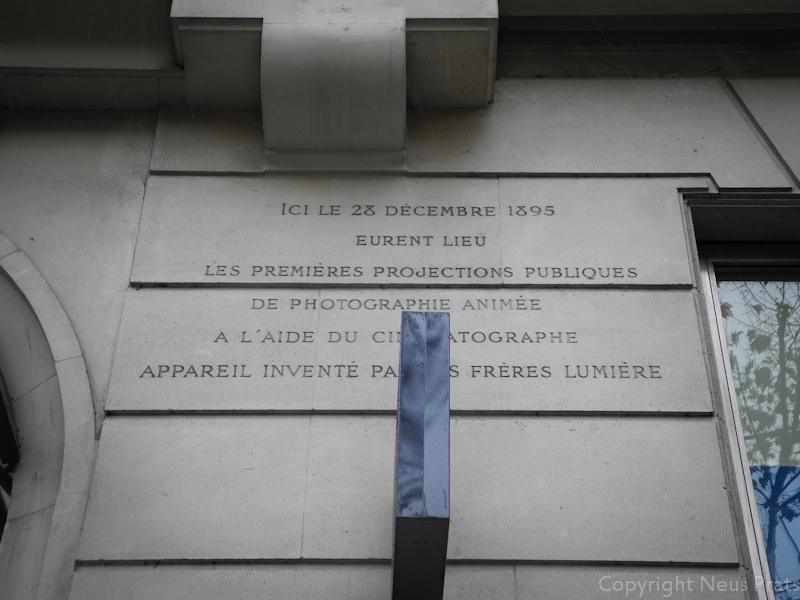 ICI LE 28 DÉCEMBRE 1895
EURENT LIEU
LES PREMIÈRES PROJECTIONS PUBLIQUES
DE PHOTOGRAPHIE ANIMÉE
A L'AIDE DU
APPAREIL INVENTÉ FRÈRES LUMIÈRE
Copyright Neus Prats